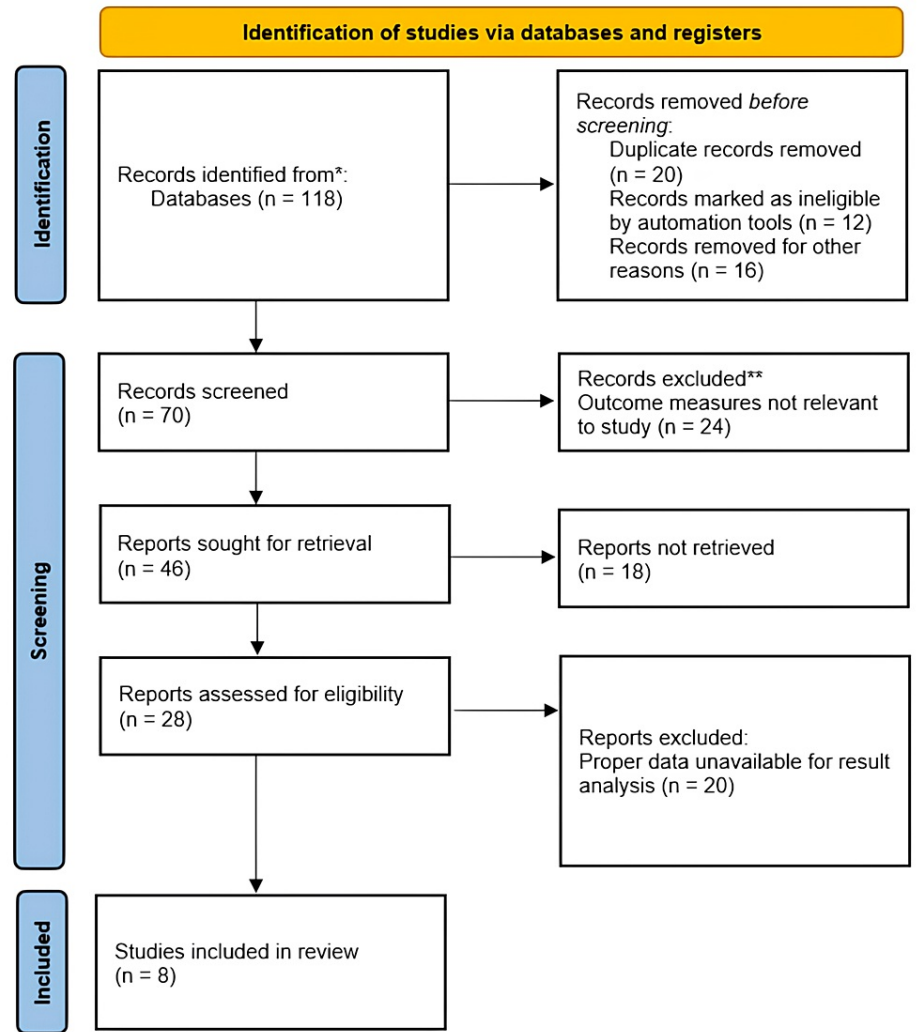 Identification of studies via databases and registers
Identification
Records identified from*:
Databases (n = 118)
Records removed before
screening:
Duplicate records removed
(n = 20)
Records marked as ineligible
by automation tools (n = 12)
Records removed for other
reasons (n = 16)
Screening
Records screened
(n = 70)
Records excluded**
Outcome measures not relevant
to study (n = 24)
Reports sought for retrieval
(n = 46)
Reports not retrieved
(n = 18)
Reports assessed for eligibility
(n = 28)
Reports excluded:
Proper data unavailable for result
analysis (n = 20)
Included
Studies included in review
(n = 8)